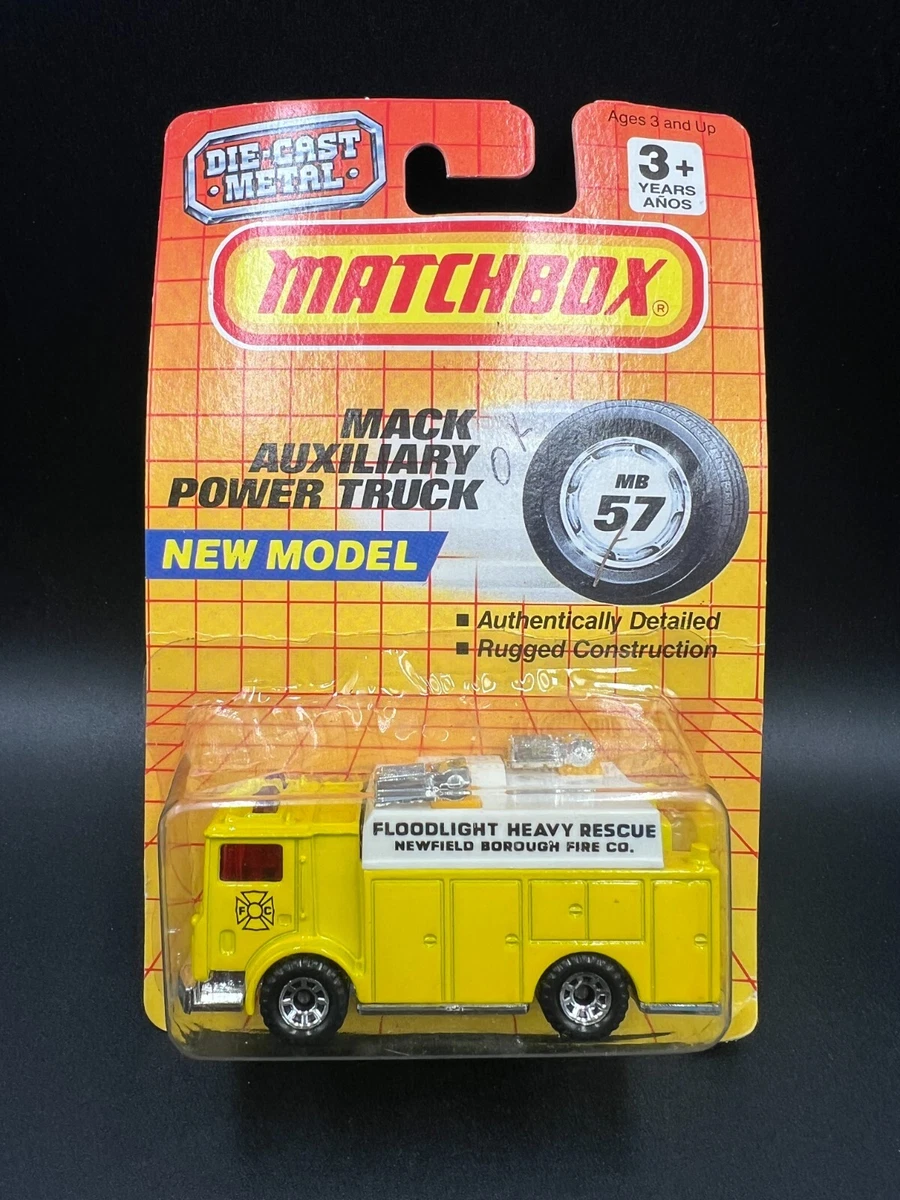 DIE-CAST
METAL
Ages 3 and Up
3+
YEARS
AÑOS
MATCHBOX®
MACK
AUXILIARY
POWER TRUCK
OK
MB
57
NEW MODEL
■ Authentically Detailed
■ Rugged Construction
FLOODLIGHT HEAVY RESCUE
NEWFIELD BOROUGH FIRE CO.
F C